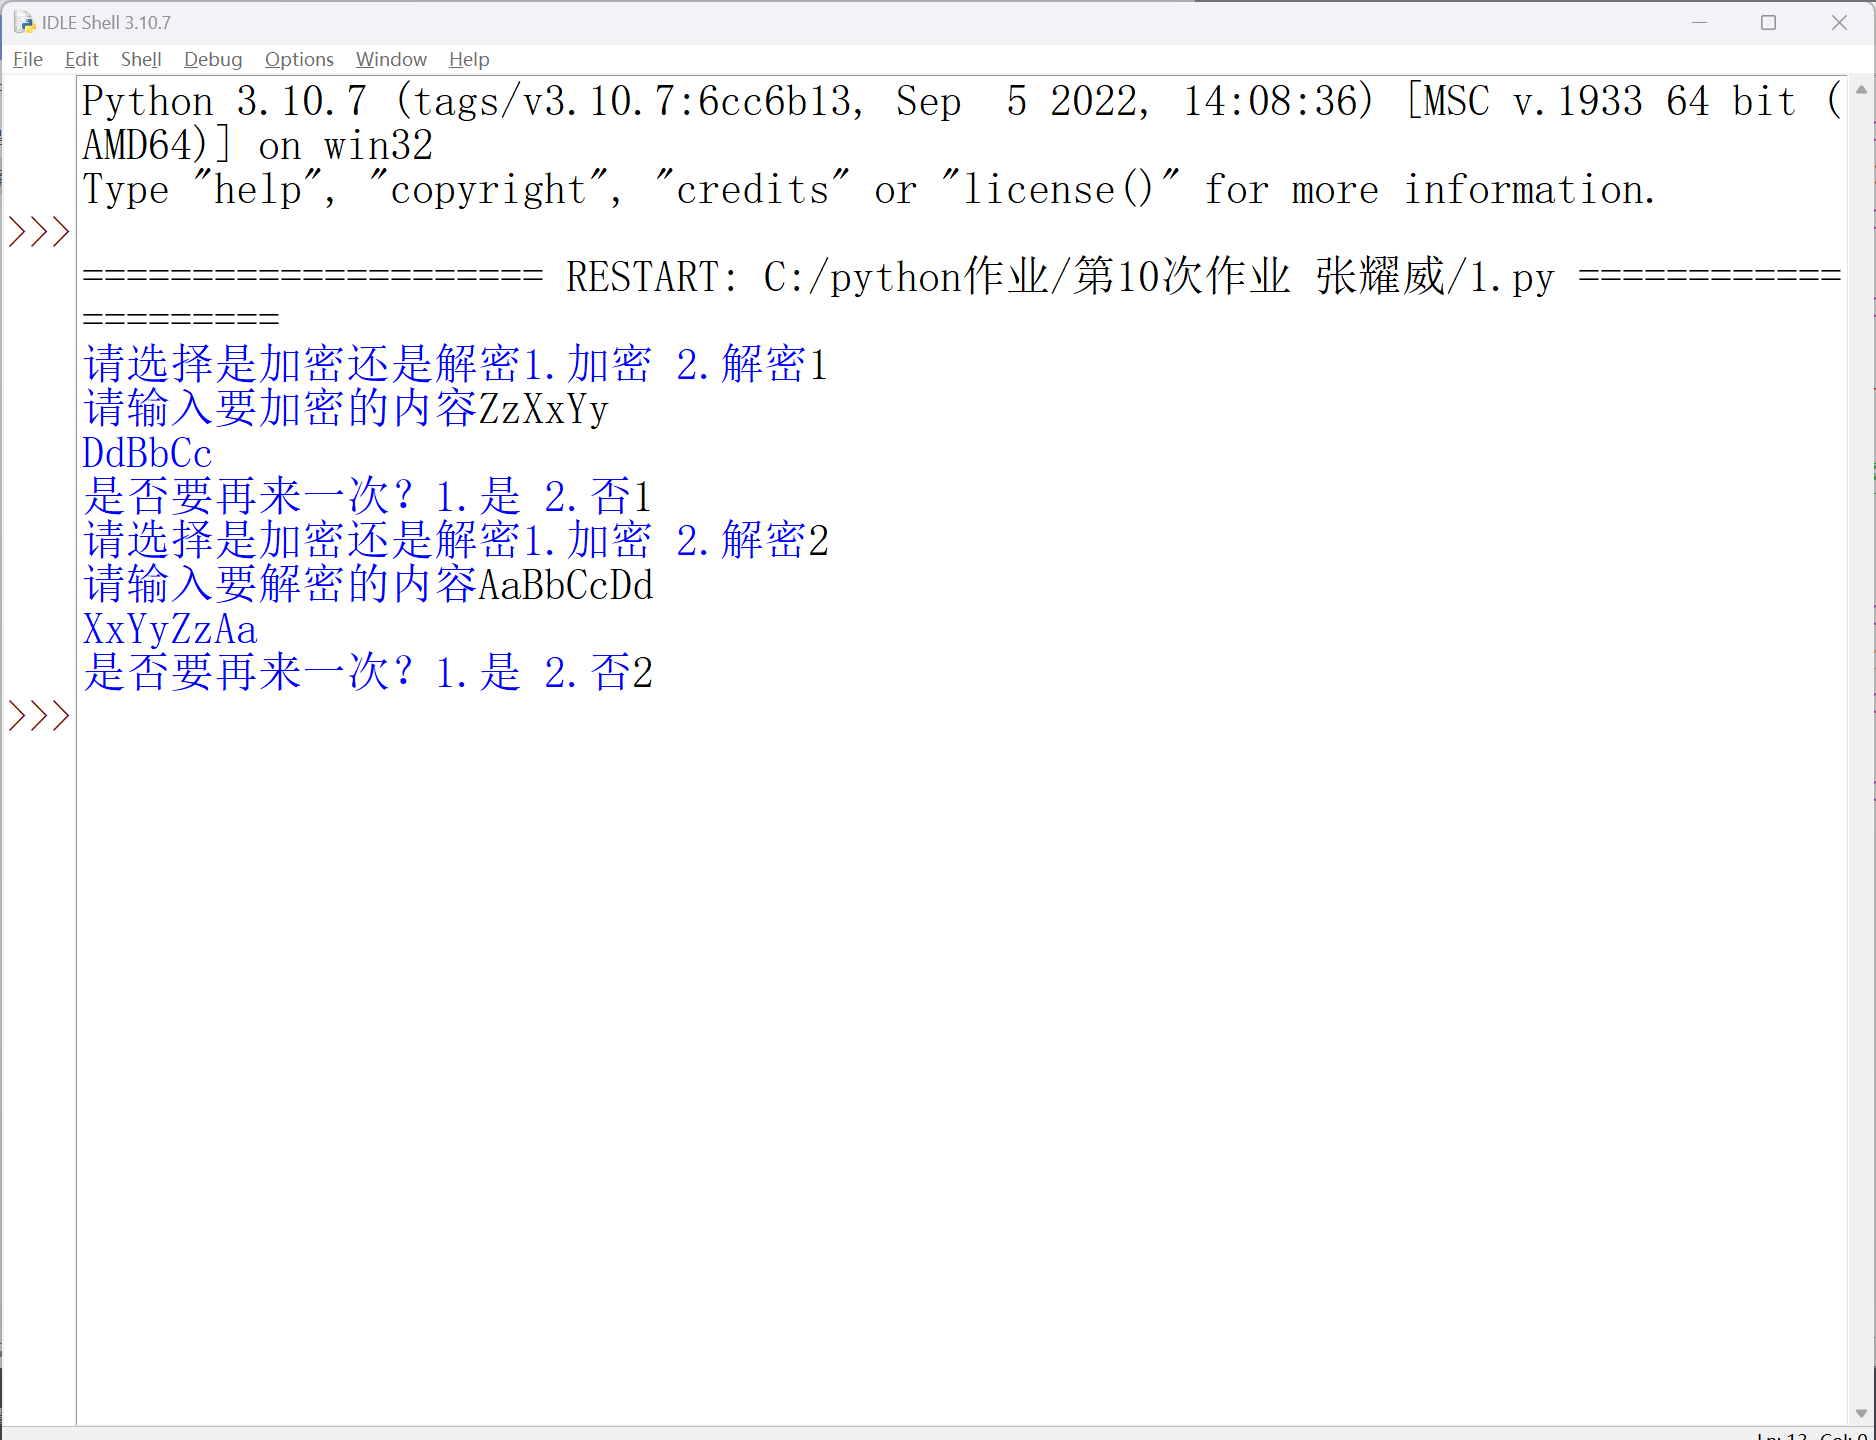 IDLE Shell 3.10.7
File Edit Shell Debug Options Window Help
Python 3.10.7 (tags/v3.10.7:6cc6b13, Sep  5 2022, 14:08:36) [MSC v.1933 64 bit (
AMD64)] on win32
Type "help", "copyright", "credits" or "license()" for more information.
>>>
===================== RESTART: C:/python作业/第10次作业 张耀威/1.py ============
=========
请选择是加密还是解密1.加密 2.解密1
请输入要加密的内容ZzXxYy
DdBbCc
是否要再来一次？1.是 2.否1
请选择是加密还是解密1.加密 2.解密2
请输入要解密的内容AaBbCcDd
XxYyZzAa
是否要再来一次？1.是 2.否2
>>>
Ln: 13 Col: 0